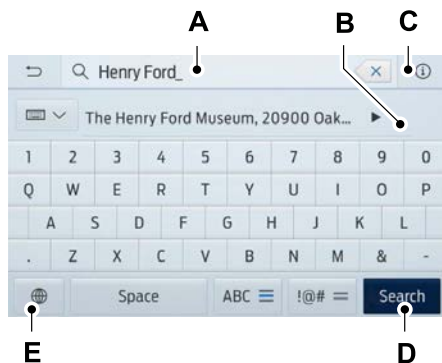 A
B
C
Henry Ford_
The Henry Ford Museum, 20900 Oak...
1 2 3 4 5 6 7 8 9 0
Q W E R T Y U I O P
A S D F G H J K L
. Z X C V B N M & -
Space ABC !@# Search
E
D